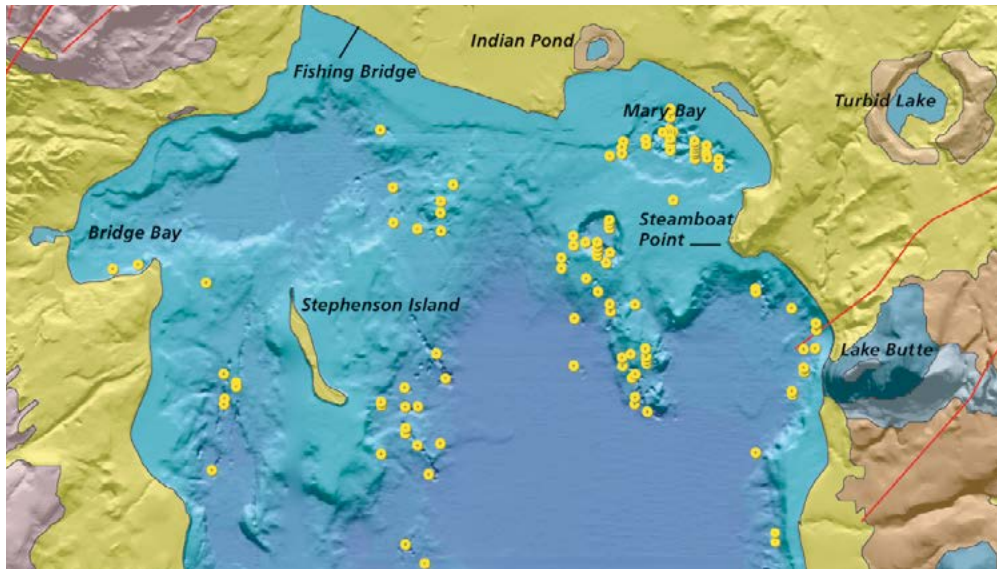 Indian Pond
Fishing Bridge
Mary Bay
Turbid Lake
Bridge Bay
Steamboat
Point
Stephenson Island
Lake Butte